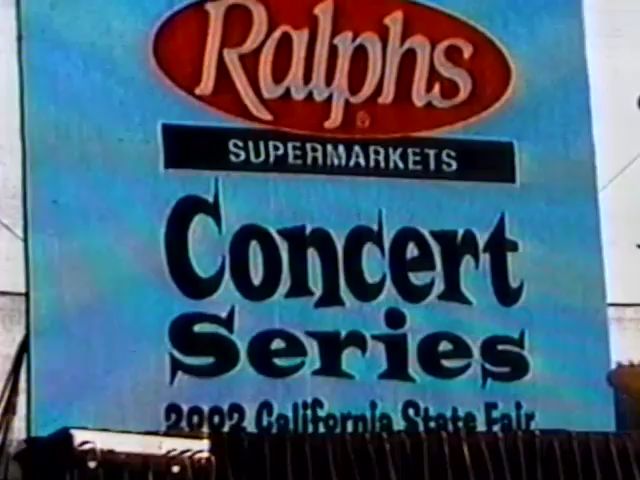 Ralphs
SUPERMARKETS
Concert
Series
2002 California State Fair